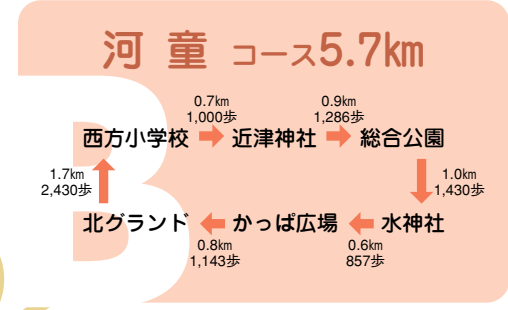 河童 コース5.7km
0.7km
1,000歩
0.9km
1,286歩
西方小学校
近津神社
総合公園
1.7km
2,430歩
1.0km
1,430歩
北グランド
かっぱ広場
水神社
0.8km
1,143歩
0.6km
857歩
B